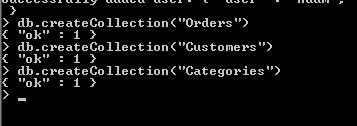 Successfully added user: { "user" : "Adam",
 }
> db.createCollection("Orders")
{ "ok" : 1 }
> db.createCollection("Customers")
{ "ok" : 1 }
> db.createCollection("Categories")
{ "ok" : 1 }
> _